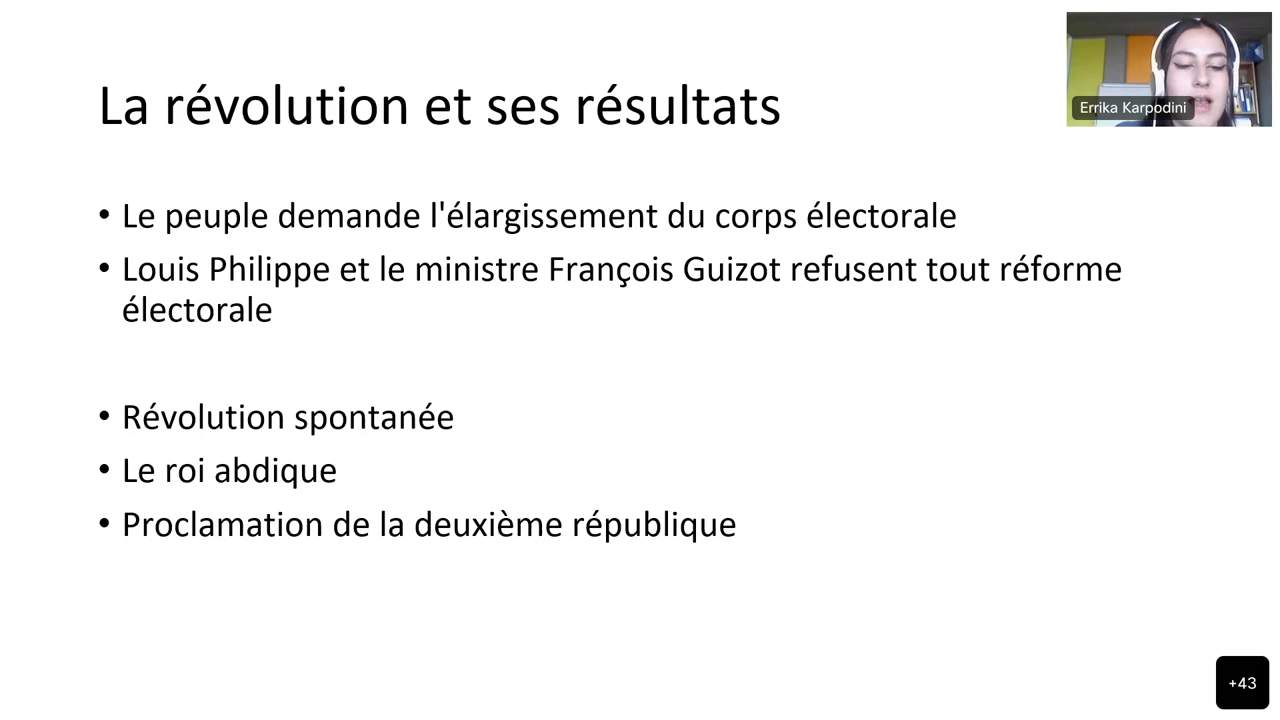 La révolution et ses résultats
Errika Karpodini
• Le peuple demande l'élargissement du corps électorale
• Louis Philippe et le ministre François Guizot refusent tout réforme
électorale
• Révolution spontanée
• Le roi abdique
• Proclamation de la deuxième république
+43